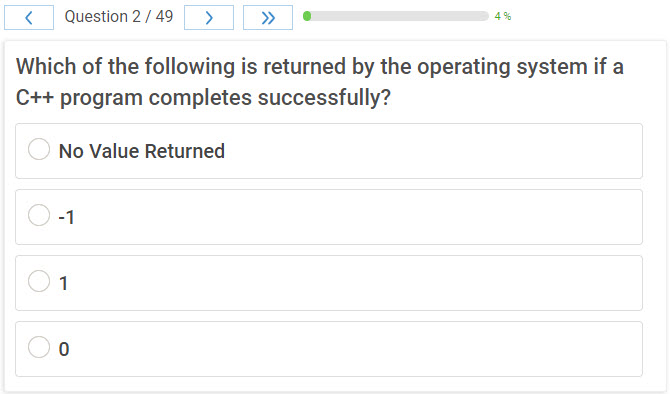 Question 2 / 49
4 %
Which of the following is returned by the operating system if a
C++ program completes successfully?
No Value Returned
-1
1
0